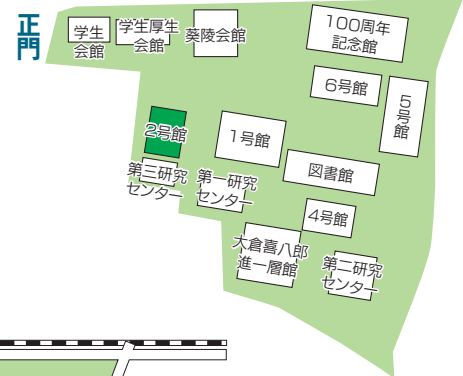 正門
学生
会館
学生厚生
会館
葵陵会館
100周年
記念館
6号館
5号館
2号館
1号館
図書館
第三研究
センター
第一研究
センター
4号館
大倉喜八郎
進一層館
第二研究
センター